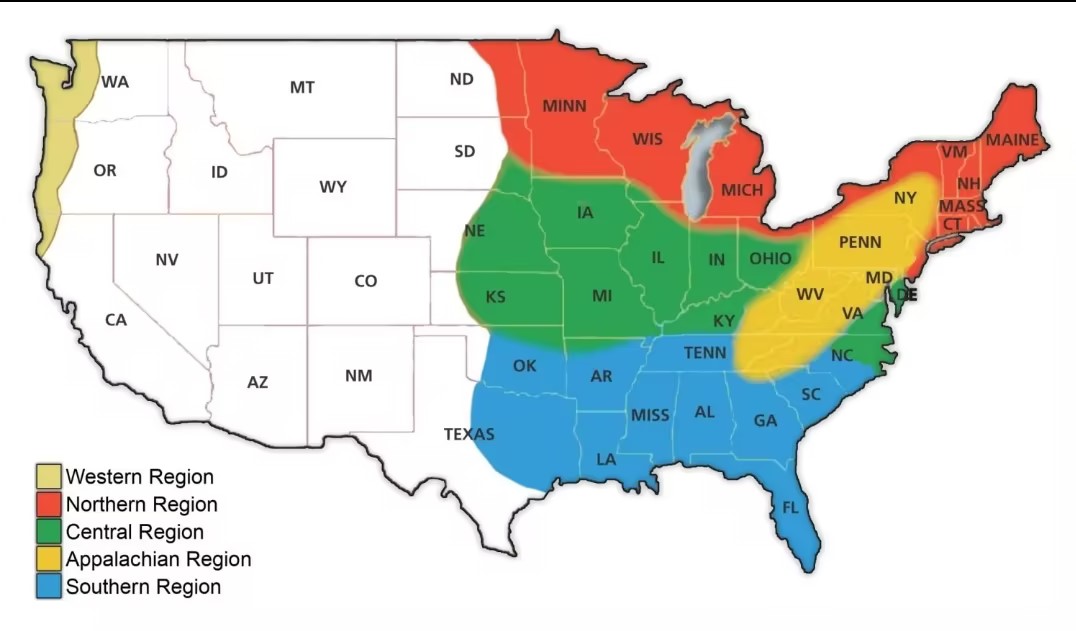 WA
MT
ND
MINN
OR
ID
WY
SD
WIS
MICH
VM
MAINE
NH
NY
MASS
CT
NE
IA
PENN
NV
UT
CO
KS
MI
IL
IN
OHIO
MD
WV
DE
VA
KY
CA
AZ
NM
OK
AR
TENN
NC
SC
TEXAS
LA
MISS
AL
GA
FL
Western Region
Northern Region
Central Region
Appalachian Region
Southern Region